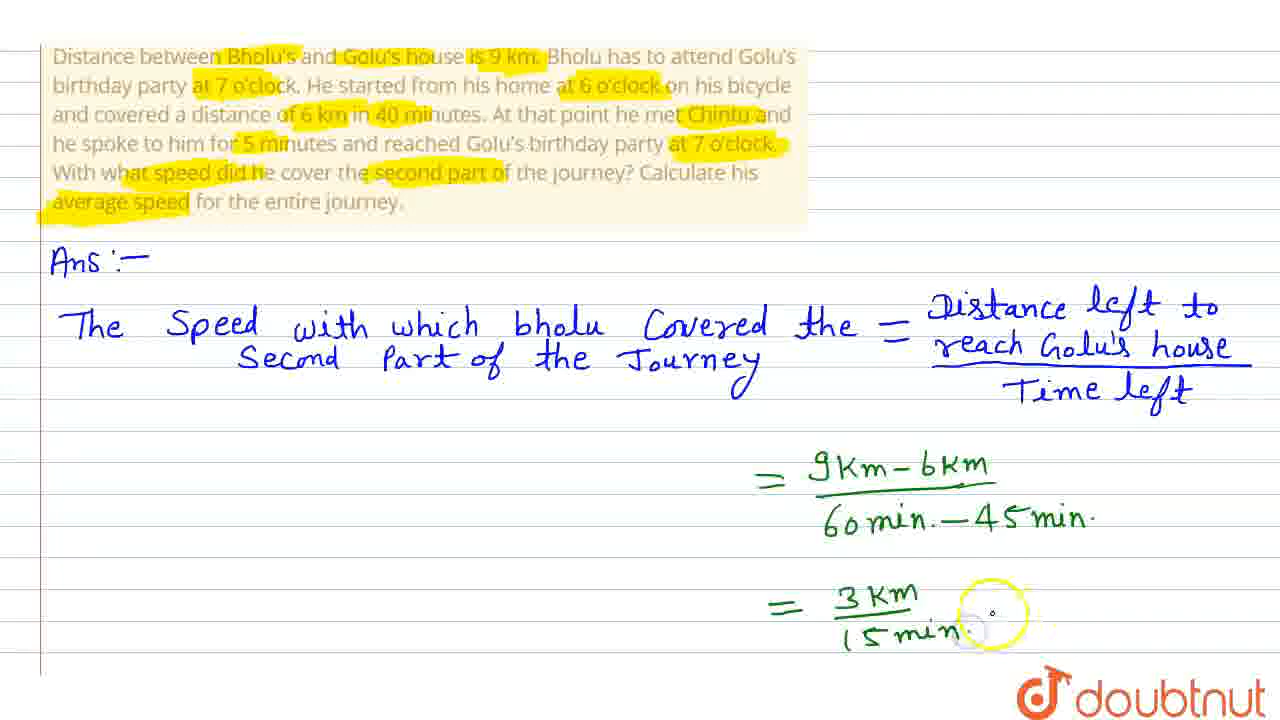 Distance between Bholu's and Golu's house is 9 km. Bholu has to attend Golu's
birthday party at 7 o'clock. He started from his home at 6 o'clock on his bicycle
and covered a distance of 6 km in 40 minutes. At that point he met Chintu and
he spoke to him for 5 minutes and reached Golu's birthday party at 7 o'clock.
With what speed did he cover the second part of the journey? Calculate his
average speed for the entire journey.
Ans :-
The Speed with which bholu Covered the
Second Part of the Journey
= Distance left to
reach Golu's house
Time left
= 9Km - 6Km
60min. - 45min.
= 3Km
15min.
doubtnut